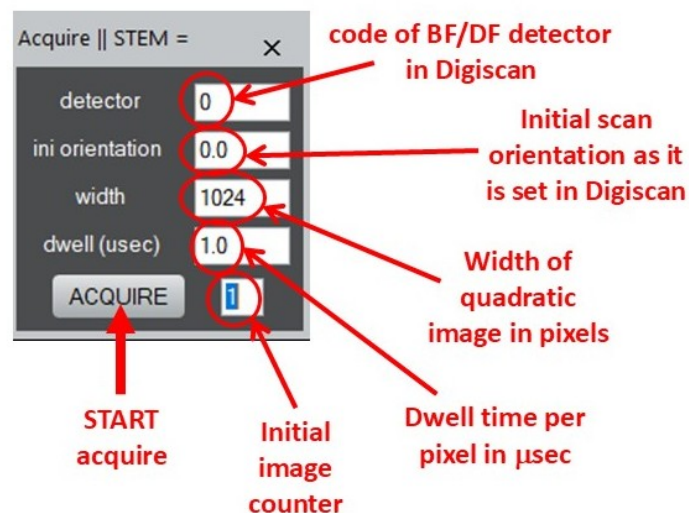 Acquire || STEM =
×
code of BF/DF detector
in Digiscan
detector
0
ini orientation
0.0
Initial scan
orientation as it
is set in Digiscan
width
1024
dwell (usec)
1.0
Width of
quadratic
image in pixels
ACQUIRE
1
START
acquire
Initial
image
counter
Dwell time per
pixel in μsec